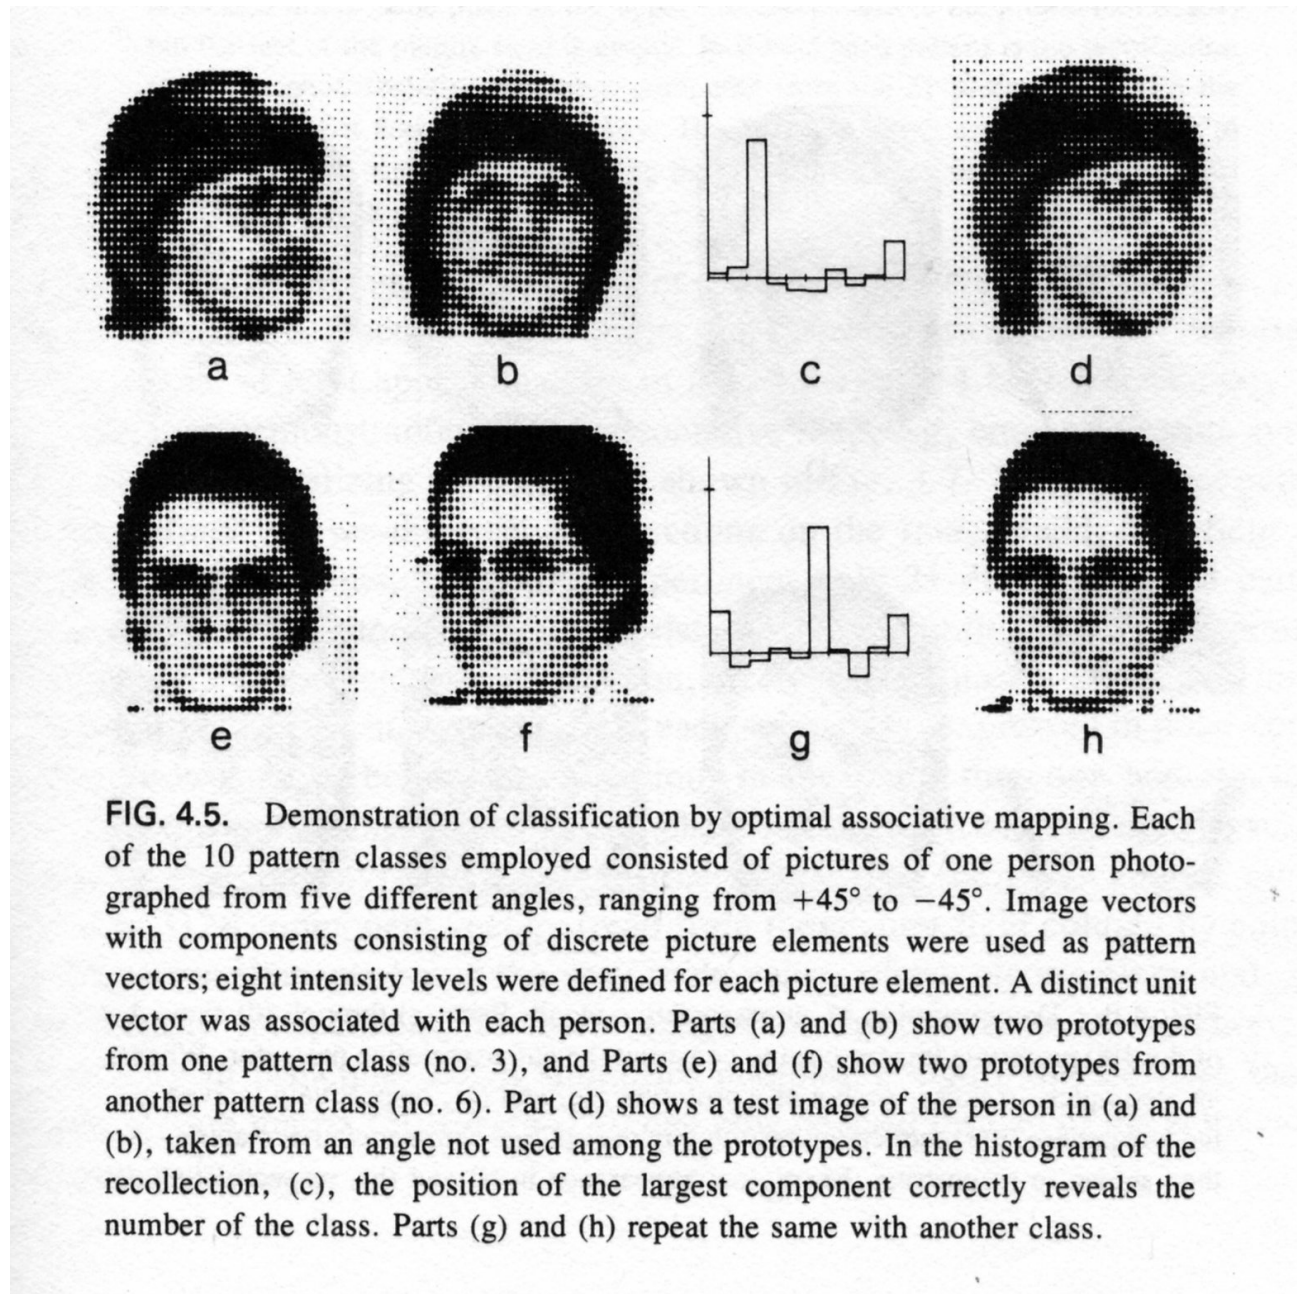 a
b
c
d
e
f
g
h
FIG. 4.5. Demonstration of classification by optimal associative mapping. Each
of the 10 pattern classes employed consisted of pictures of one person photo-
graphed from five different angles, ranging from +45° to −45°. Image vectors
with components consisting of discrete picture elements were used as pattern
vectors; eight intensity levels were defined for each picture element. A distinct unit
vector was associated with each person. Parts (a) and (b) show two prototypes
from one pattern class (no. 3), and Parts (e) and (f) show two prototypes from
another pattern class (no. 6). Part (d) shows a test image of the person in (a) and
(b), taken from an angle not used among the prototypes. In the histogram of the
recollection, (c), the position of the largest component correctly reveals the
number of the class. Parts (g) and (h) repeat the same with another class.